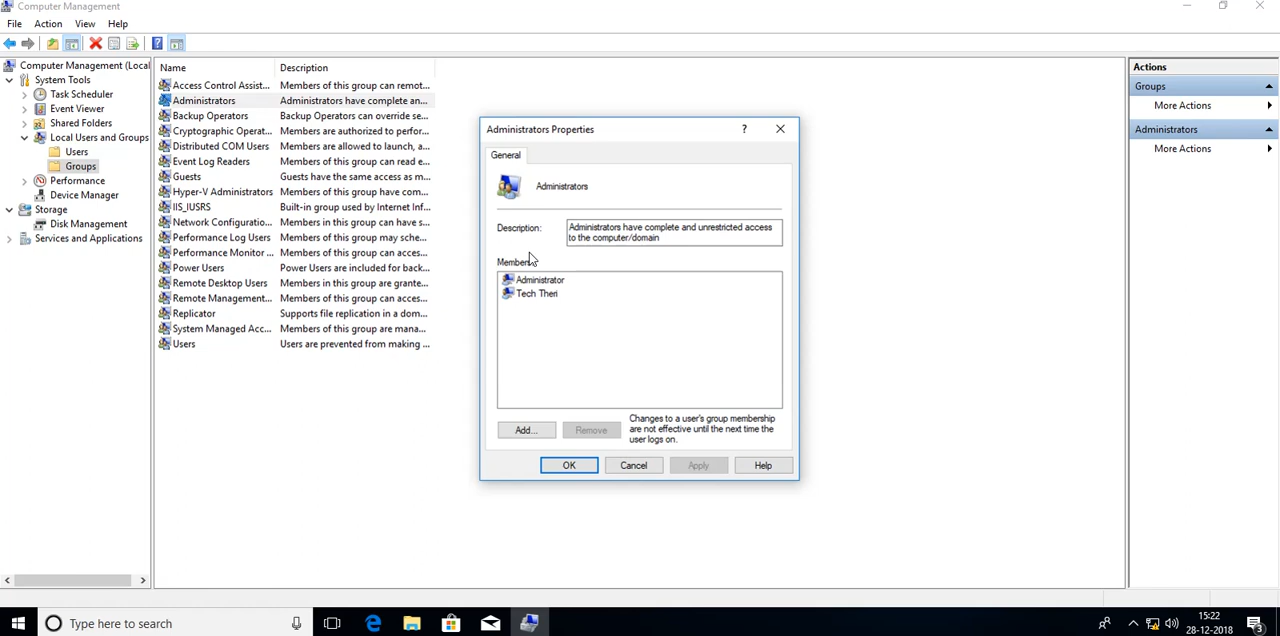 Computer Management
File Action View Help
Computer Management (Local
System Tools
Task Scheduler
Event Viewer
Shared Folders
Local Users and Groups
Users
Groups
Performance
Device Manager
Storage
Disk Management
Services and Applications
Name Description
Access Control Assist... Members of this group can remot...
Administrators Administrators have complete an...
Backup Operators Backup Operators can override se...
Cryptographic Operat... Members are authorized to perfor...
Distributed COM Users Members are allowed to launch, a...
Event Log Readers Members of this group can read e...
Guests Guests have the same access as m...
Hyper-V Administrators Members of this group have com...
IIS_IUSRS Built-in group used by Internet Inf...
Network Configuratio... Members in this group can have s...
Performance Log Users Members of this group may sche...
Performance Monitor ... Members of this group can acces...
Power Users Power Users are included for back...
Remote Desktop Users Members in this group are grante...
Remote Management... Members of this group can acces...
Replicator Supports file replication in a dom...
System Managed Acc... Members of this group are mana...
Users Users are prevented from making ...
Administrators Properties
?
General
Administrators
Description:
Administrators have complete and unrestricted access
to the computer/domain
Members:
Administrator
Tech Theri
Add... Remove
Changes to a user's group membership
are not effective until the next time the
user logs on.
OK Cancel Apply Help
Actions
Groups
More Actions
Administrators
More Actions
Type here to search
15:22
28-12-2018
3